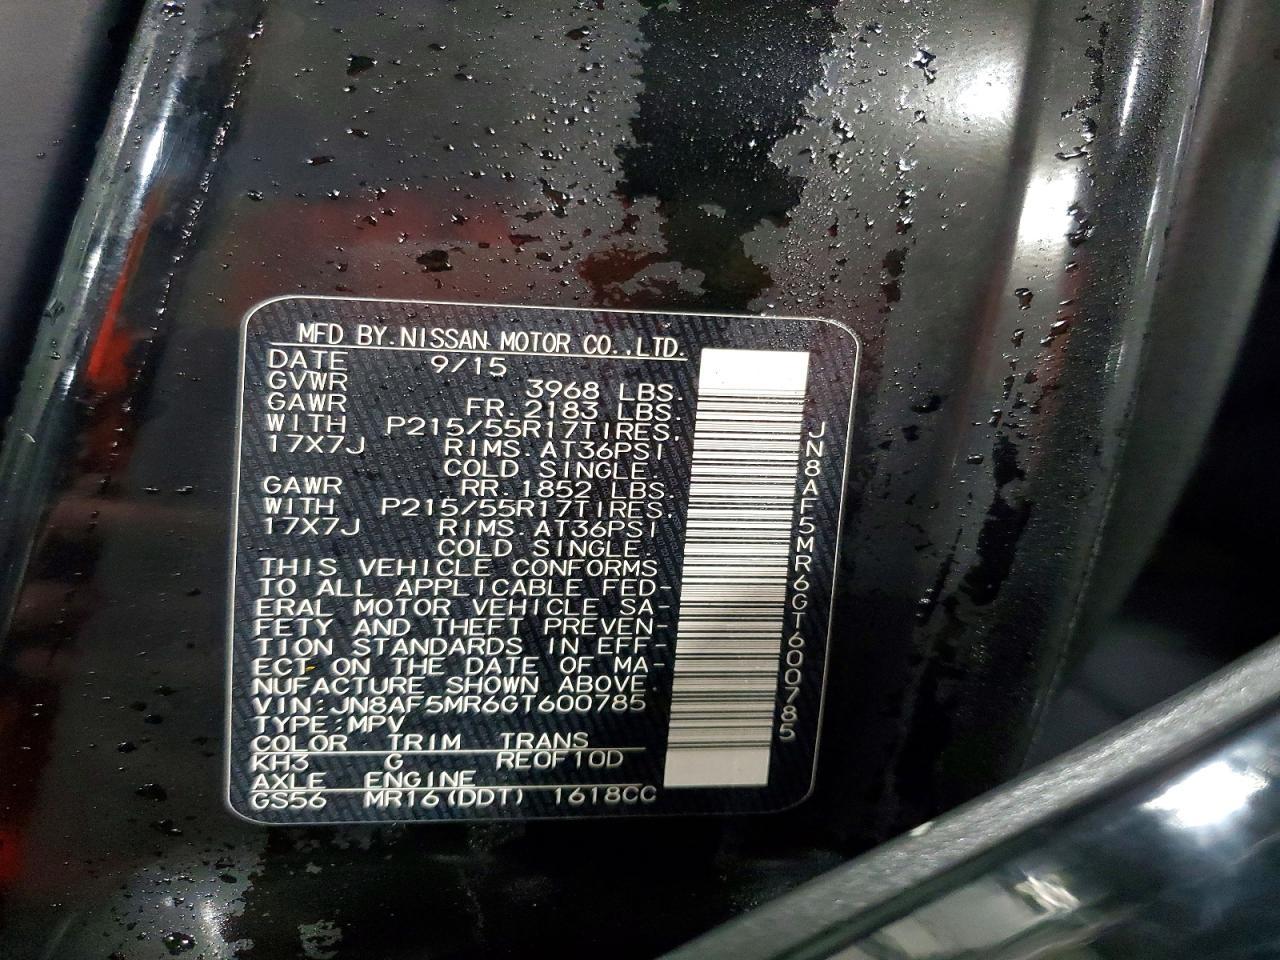 MFD BY.NISSAN MOTOR CO.,LTD.
DATE 9/15
GVWR 3968 LBS.
GAWR FR.2183 LBS.
WITH P215/55R17TIRES.
17X7J RIMS.AT36PSI
COLD SINGLE.
GAWR RR.1852 LBS.
WITH P215/55R17TIRES.
17X7J RIMS.AT36PSI
COLD SINGLE.
THIS VEHICLE CONFORMS
TO ALL APPLICABLE FED-
ERAL MOTOR VEHICLE SA-
FETY AND THEFT PREVEN-
TION STANDARDS IN EFF-
ECT ON THE DATE OF MA-
NUFACTURE SHOWN ABOVE.
VIN:JN8AF5MR6GT600785
TYPE:MPV
COLOR TRIM TRANS
KH3 G RE0F10D
AXLE ENGINE
GS56 MR16(DDT) 1618CC
JN8AF5MR6GT600785